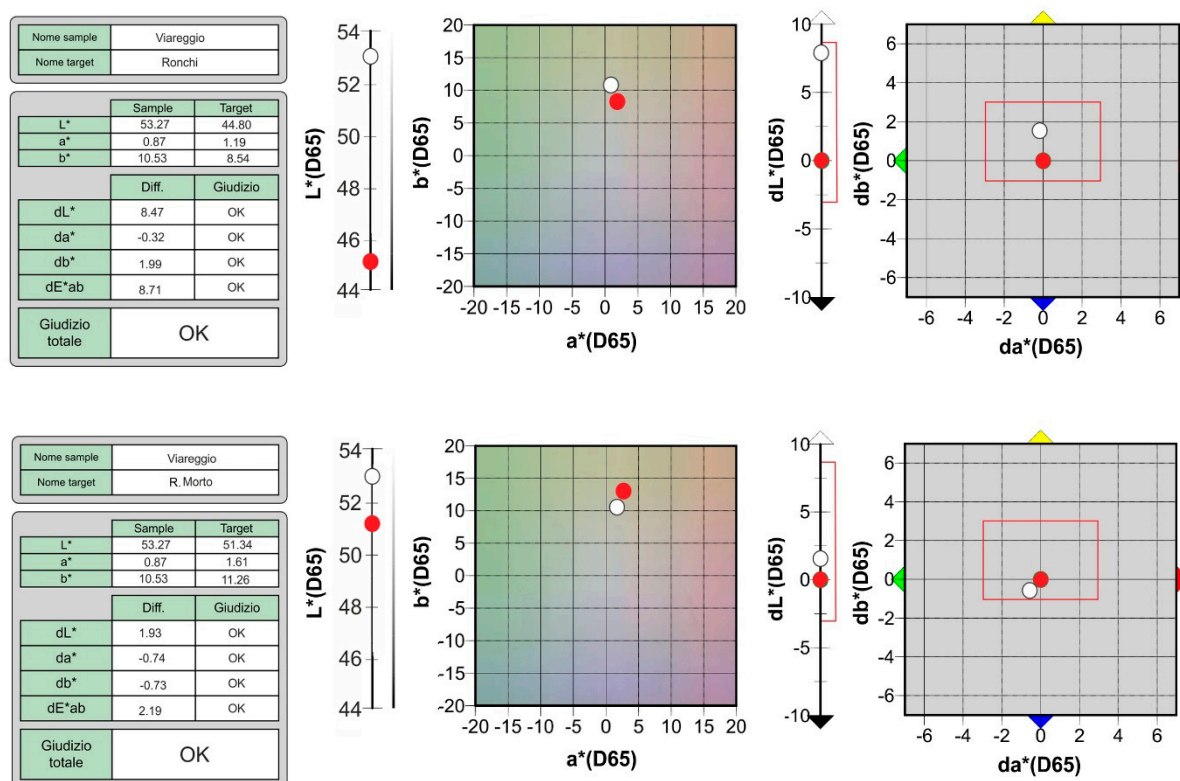 Nome sample Viareggio
Nome target Ronchi
Sample Target
L* 53.27 44.80
a* 0.87 1.19
b* 10.53 8.54
Diff. Giudizio
dL* 8.47 OK
da* -0.32 OK
db* 1.99 OK
dE*ab 8.71 OK
Giudizio totale OK
L*(D65)
54
52
50
48
46
44
b*(D65)
20
15
10
5
0
-5
-10
-15
-20
-20 -15 -10 -5 0 5 10 15 20
a*(D65)
dL*(D65)
10
5
0
-5
-10
db*(D65)
6
4
2
0
-2
-4
-6
-6 -4 -2 0 2 4 6
da*(D65)
Nome sample Viareggio
Nome target R. Morto
Sample Target
L* 53.27 51.34
a* 0.87 1.61
b* 10.53 11.26
Diff. Giudizio
dL* 1.93 OK
da* -0.74 OK
db* -0.73 OK
dE*ab 2.19 OK
Giudizio totale OK
L*(D65)
54
52
50
48
46
44
b*(D65)
20
15
10
5
0
-5
-10
-15
-20
-20 -15 -10 -5 0 5 10 15 20
a*(D65)
dL*(D65)
10
5
0
-5
-10
db*(D65)
6
4
2
0
-2
-4
-6
-6 -4 -2 0 2 4 6
da*(D65)